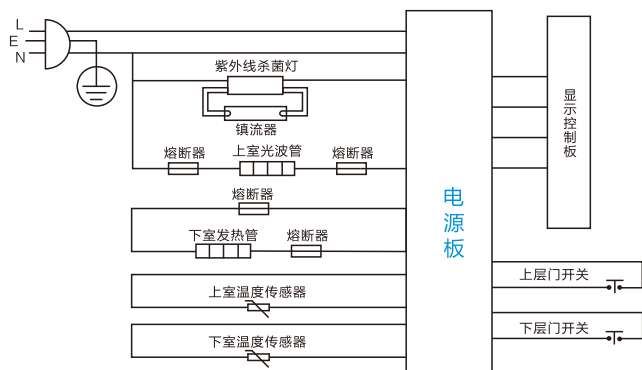 L
E
N
紫外线杀菌灯
镇流器
熔断器
上室光波管
熔断器
熔断器
下室发热管
熔断器
上室温度传感器
下室温度传感器
电源板
显示控制板
上层门开关
下层门开关